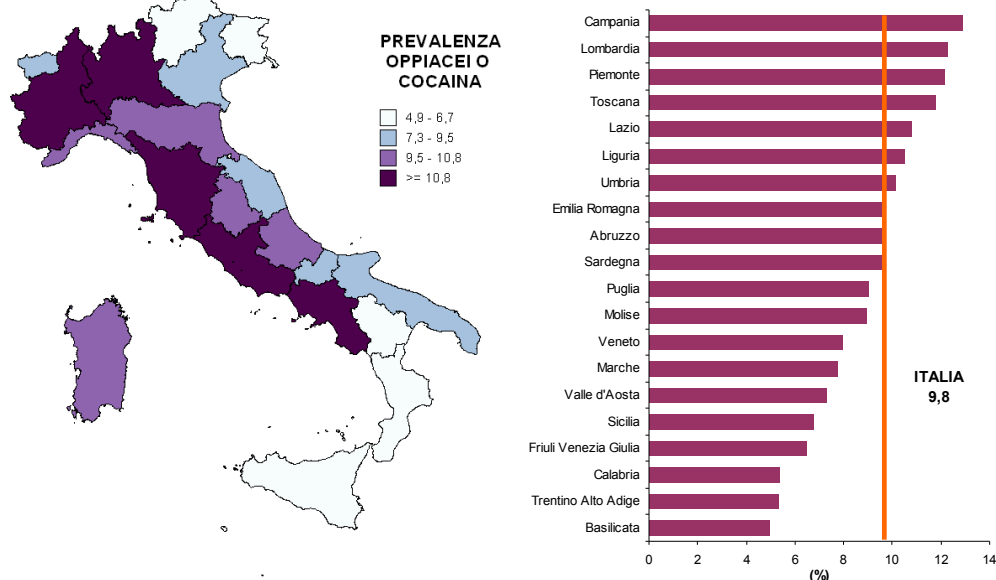 PREVALENZA
OPPIACEI O
COCAINA
4,9 - 6,7
7,3 - 9,5
9,5 - 10,8
>= 10,8
Campania
Lombardia
Piemonte
Toscana
Lazio
Liguria
Umbria
Emilia Romagna
Abruzzo
Sardegna
Puglia
Molise
Veneto
Marche
Valle d'Aosta
Sicilia
Friuli Venezia Giulia
Calabria
Trentino Alto Adige
Basilicata
ITALIA
9,8
0 2 4 6 8 10 12 14
(%)